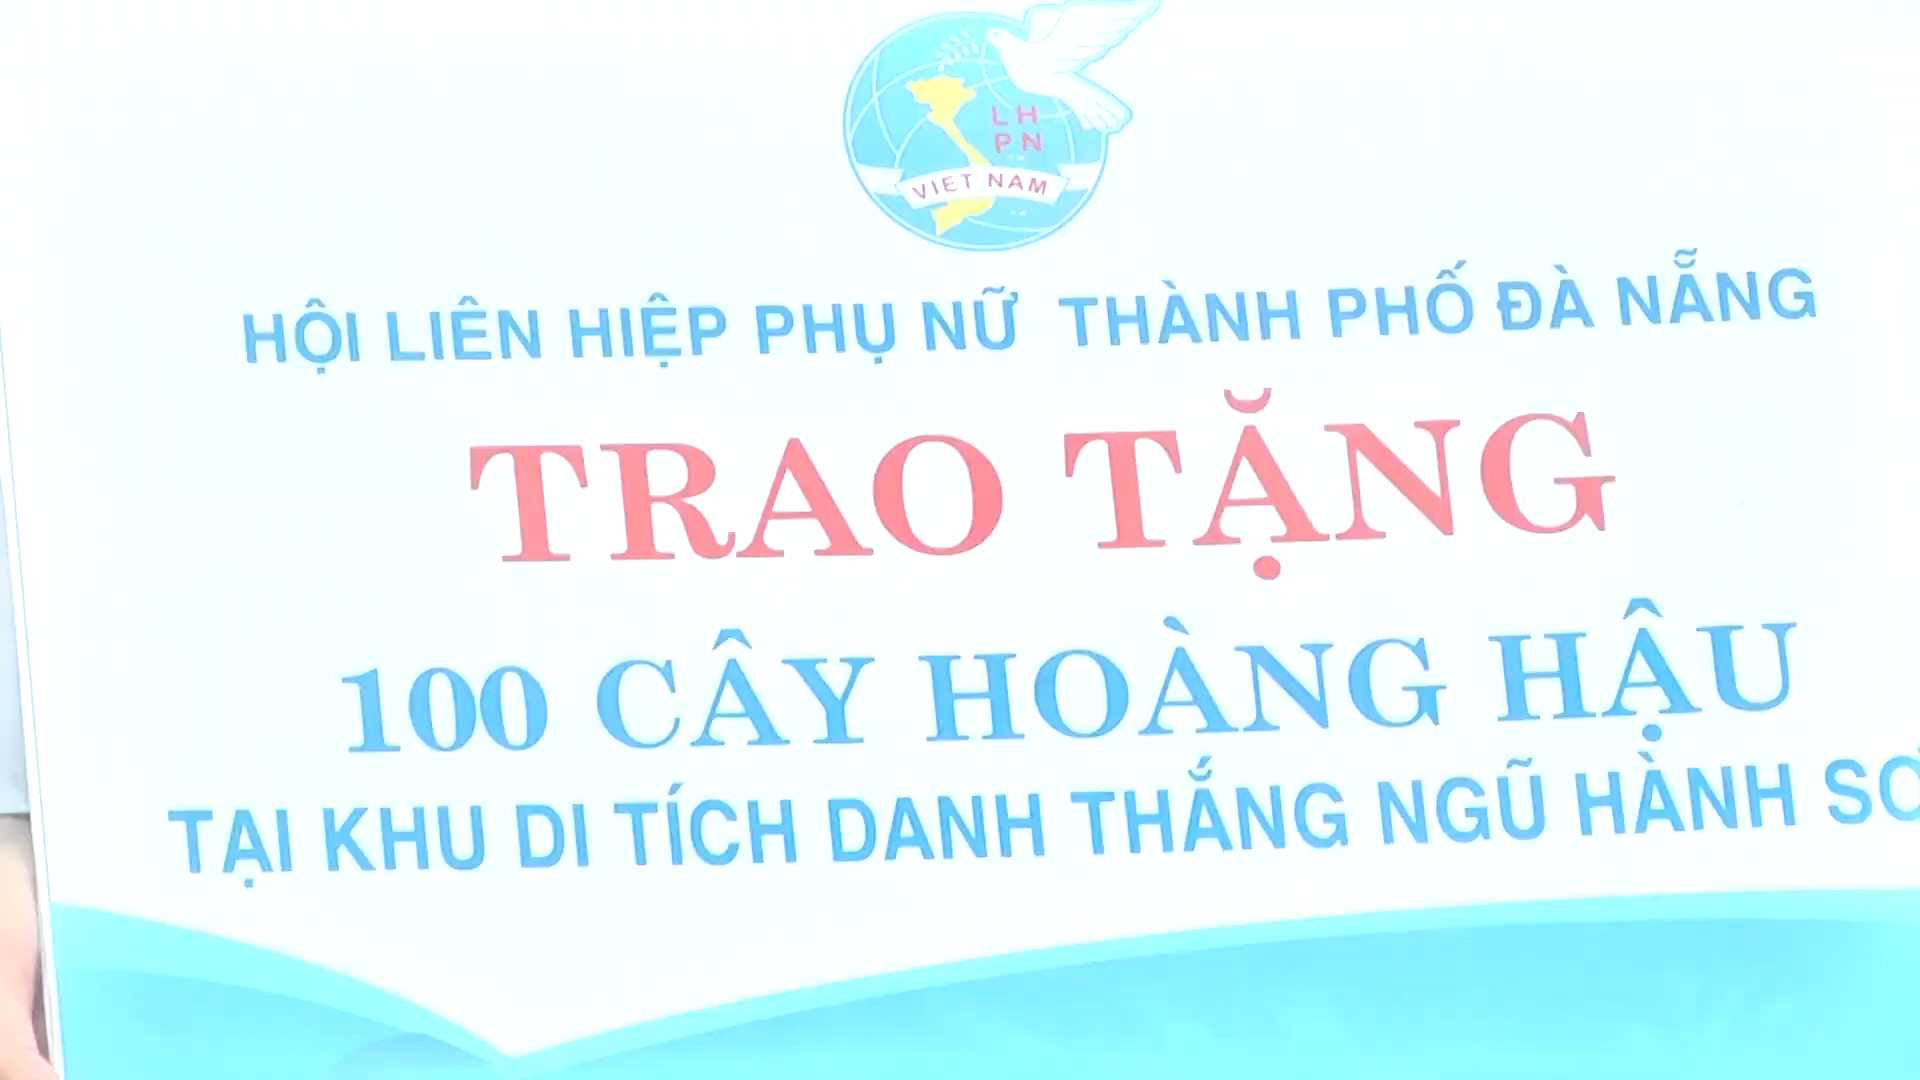 LH
PN
VIET NAM
HỘI LIÊN HIỆP PHỤ NỮ THÀNH PHỐ ĐÀ NẴNG
TRAO TẶNG
100 CÂY HOÀNG HẬU
TẠI KHU DI TÍCH DANH THẮNG NGŨ HÀNH